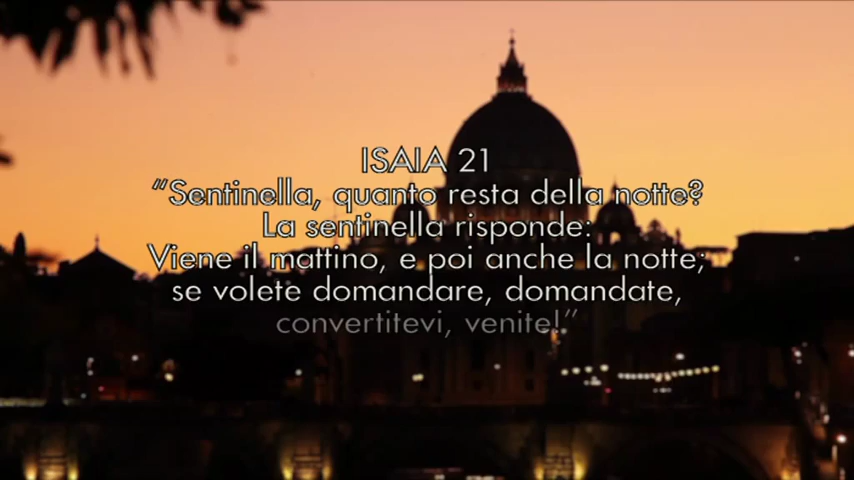 ISAIA 21
“Sentinella, quanto resta della notte?
La sentinella risponde:
Viene il mattino, e poi anche la notte;
se volete domandare, domandate,
convertitevi, venite!.”